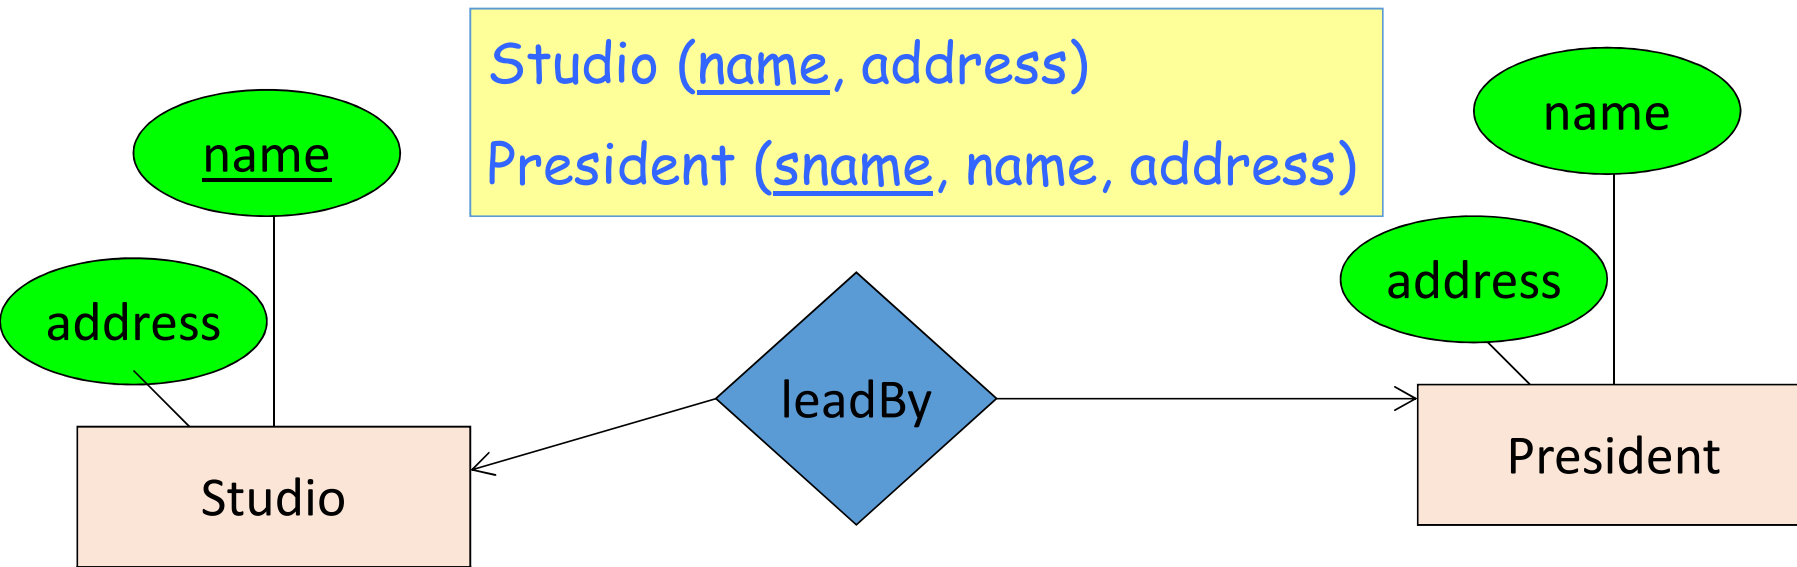 Studio (name, address)
President (sname, name, address)
name
address
Studio
leadBy
name
address
President